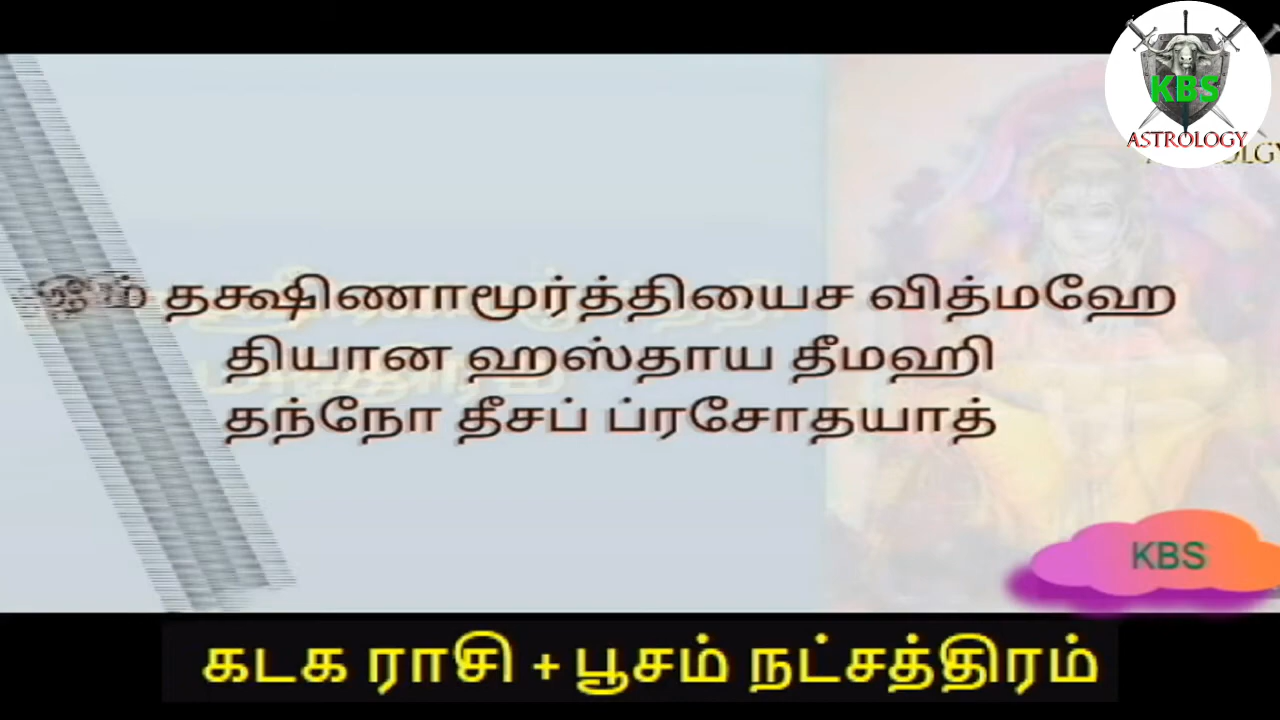 KBS
ASTROLOGY
ஓம் தக்ஷிணாமூர்த்தியைச வித்மஹே
தியான ஹஸ்தாய தீமஹி
தந்நோ தீசப் ப்ரசோதயாத்
KBS
கடக ராசி + பூசம் நட்சத்திரம்